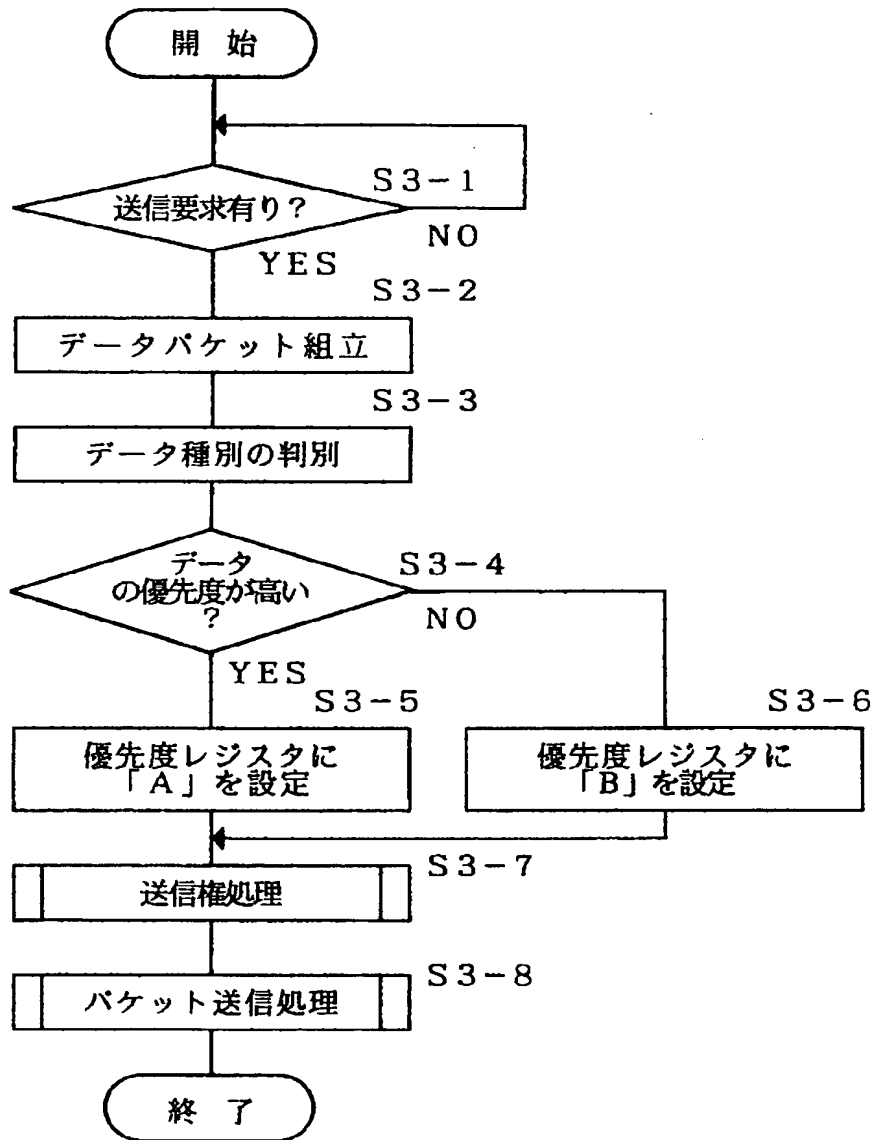 開始
S3-1
送信要求有り?
NO
YES
S3-2
データパケット組立
S3-3
データ種別の判別
データ
の優先度が高い
?
S3-4
NO
YES
S3-5
優先度レジスタに
「A」を設定
S3-6
優先度レジスタに
「B」を設定
S3-7
送信権処理
S3-8
パケット送信処理
終了